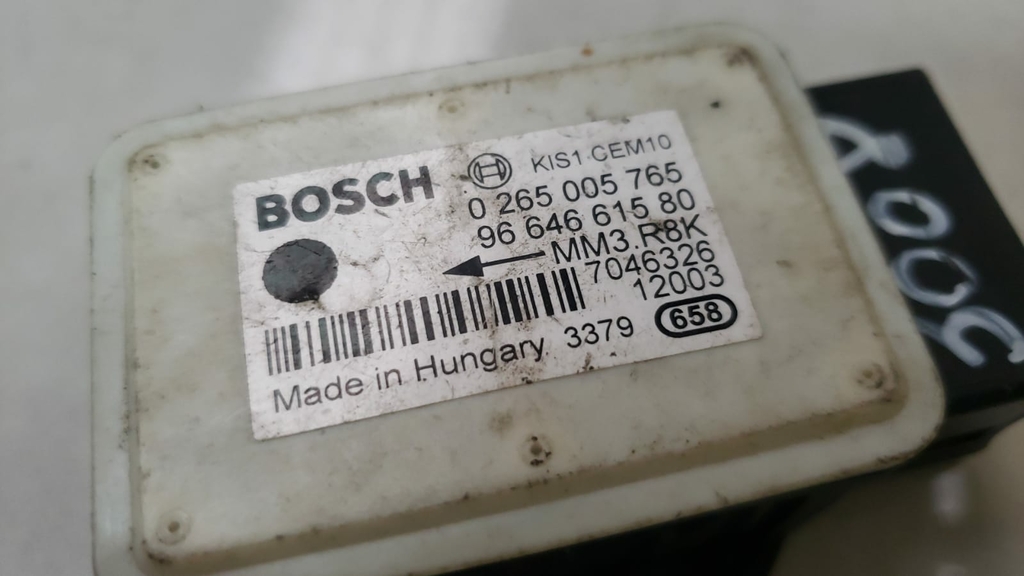 BOSCH
KIS1 CEM10
0 265 005 765
96 646 615 80
MM3.R8K
7046326
12003
Made in Hungary 3379 658